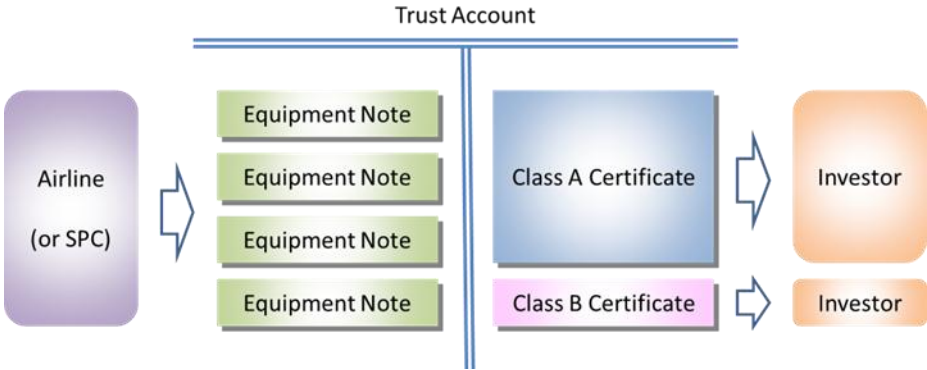 Trust Account
Airline
(or SPC)
Equipment Note
Equipment Note
Equipment Note
Equipment Note
Class A Certificate
Class B Certificate
Investor
Investor